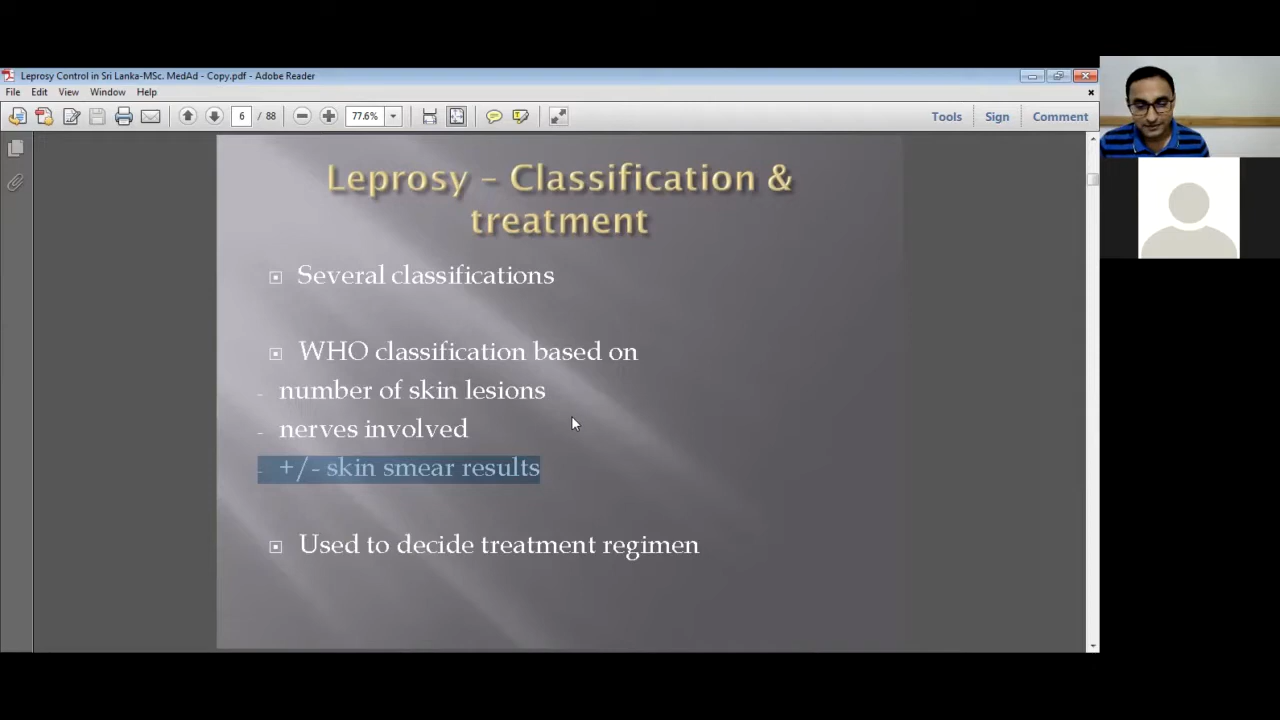 Leprosy Control in Sri Lanka-MSc. MedAd - Copy.pdf - Adobe Reader
File Edit View Window Help
6 / 88 77.6% Tools Sign Comment
Leprosy – Classification &
treatment
Several classifications
WHO classification based on
- number of skin lesions
- nerves involved
- +/- skin smear results
Used to decide treatment regimen